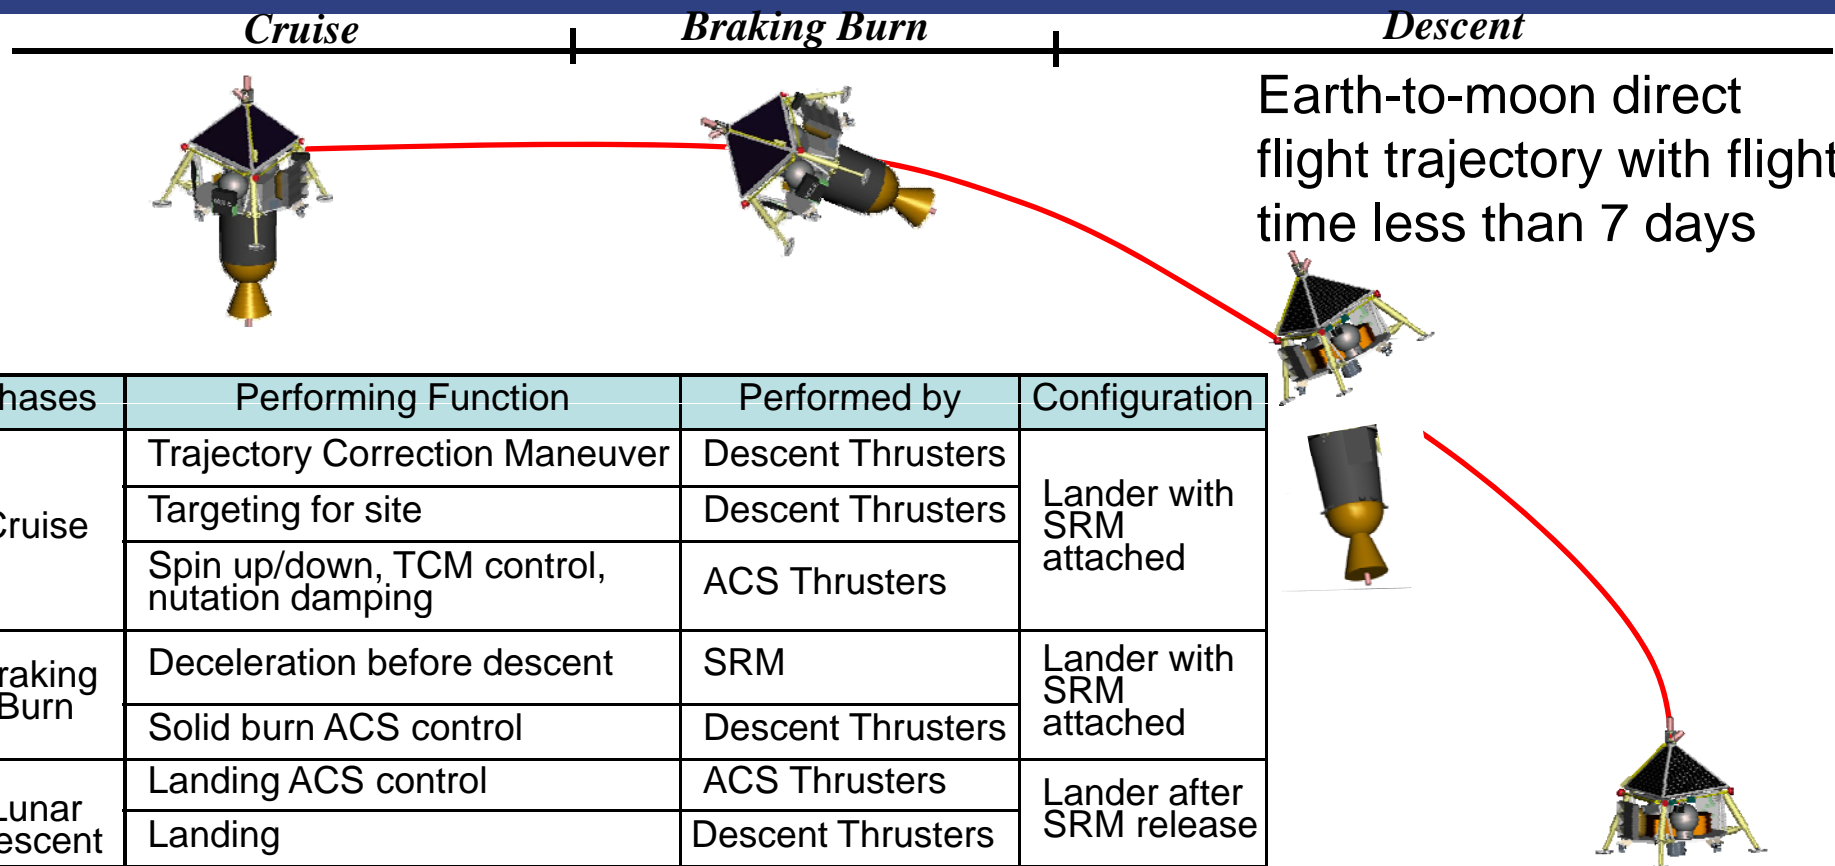 Cruise
Braking Burn
Descent
Earth-to-moon direct
flight trajectory with flight
time less than 7 days
hases
Performing Function
Performed by
Configuration
Cruise
Trajectory Correction Maneuver
Descent Thrusters
Lander with
SRM
attached
Targeting for site
Descent Thrusters
Spin up/down, TCM control,
nutation damping
ACS Thrusters
raking
Burn
Deceleration before descent
SRM
Lander with
SRM
attached
Solid burn ACS control
Descent Thrusters
Lunar
escent
Landing ACS control
ACS Thrusters
Lander after
SRM release
Landing
Descent Thrusters